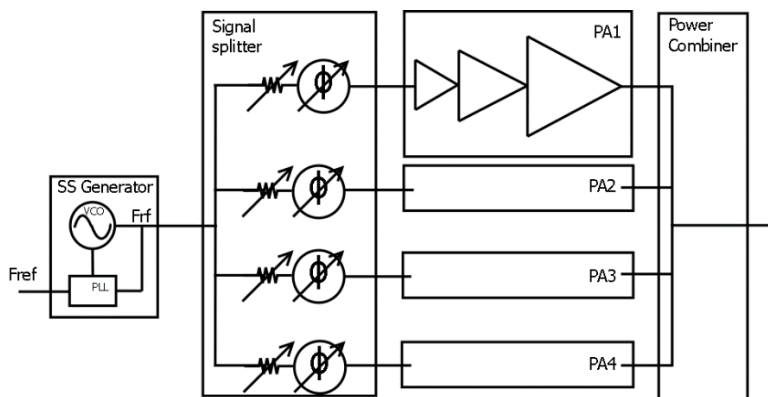 Signal
splitter
PA1
Power
Combiner
ϕ
PA2
ϕ
SS Generator
VCO
Frf
PA3
ϕ
Fref
PLL
PA4
ϕ